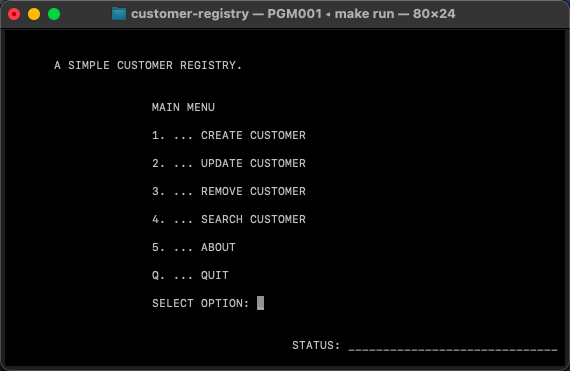 customer-registry — PGM001 ◂ make run — 80×24
A SIMPLE CUSTOMER REGISTRY.
MAIN MENU
1. ... CREATE CUSTOMER
2. ... UPDATE CUSTOMER
3. ... REMOVE CUSTOMER
4. ... SEARCH CUSTOMER
5. ... ABOUT
Q. ... QUIT
SELECT OPTION:
STATUS: ______________________________